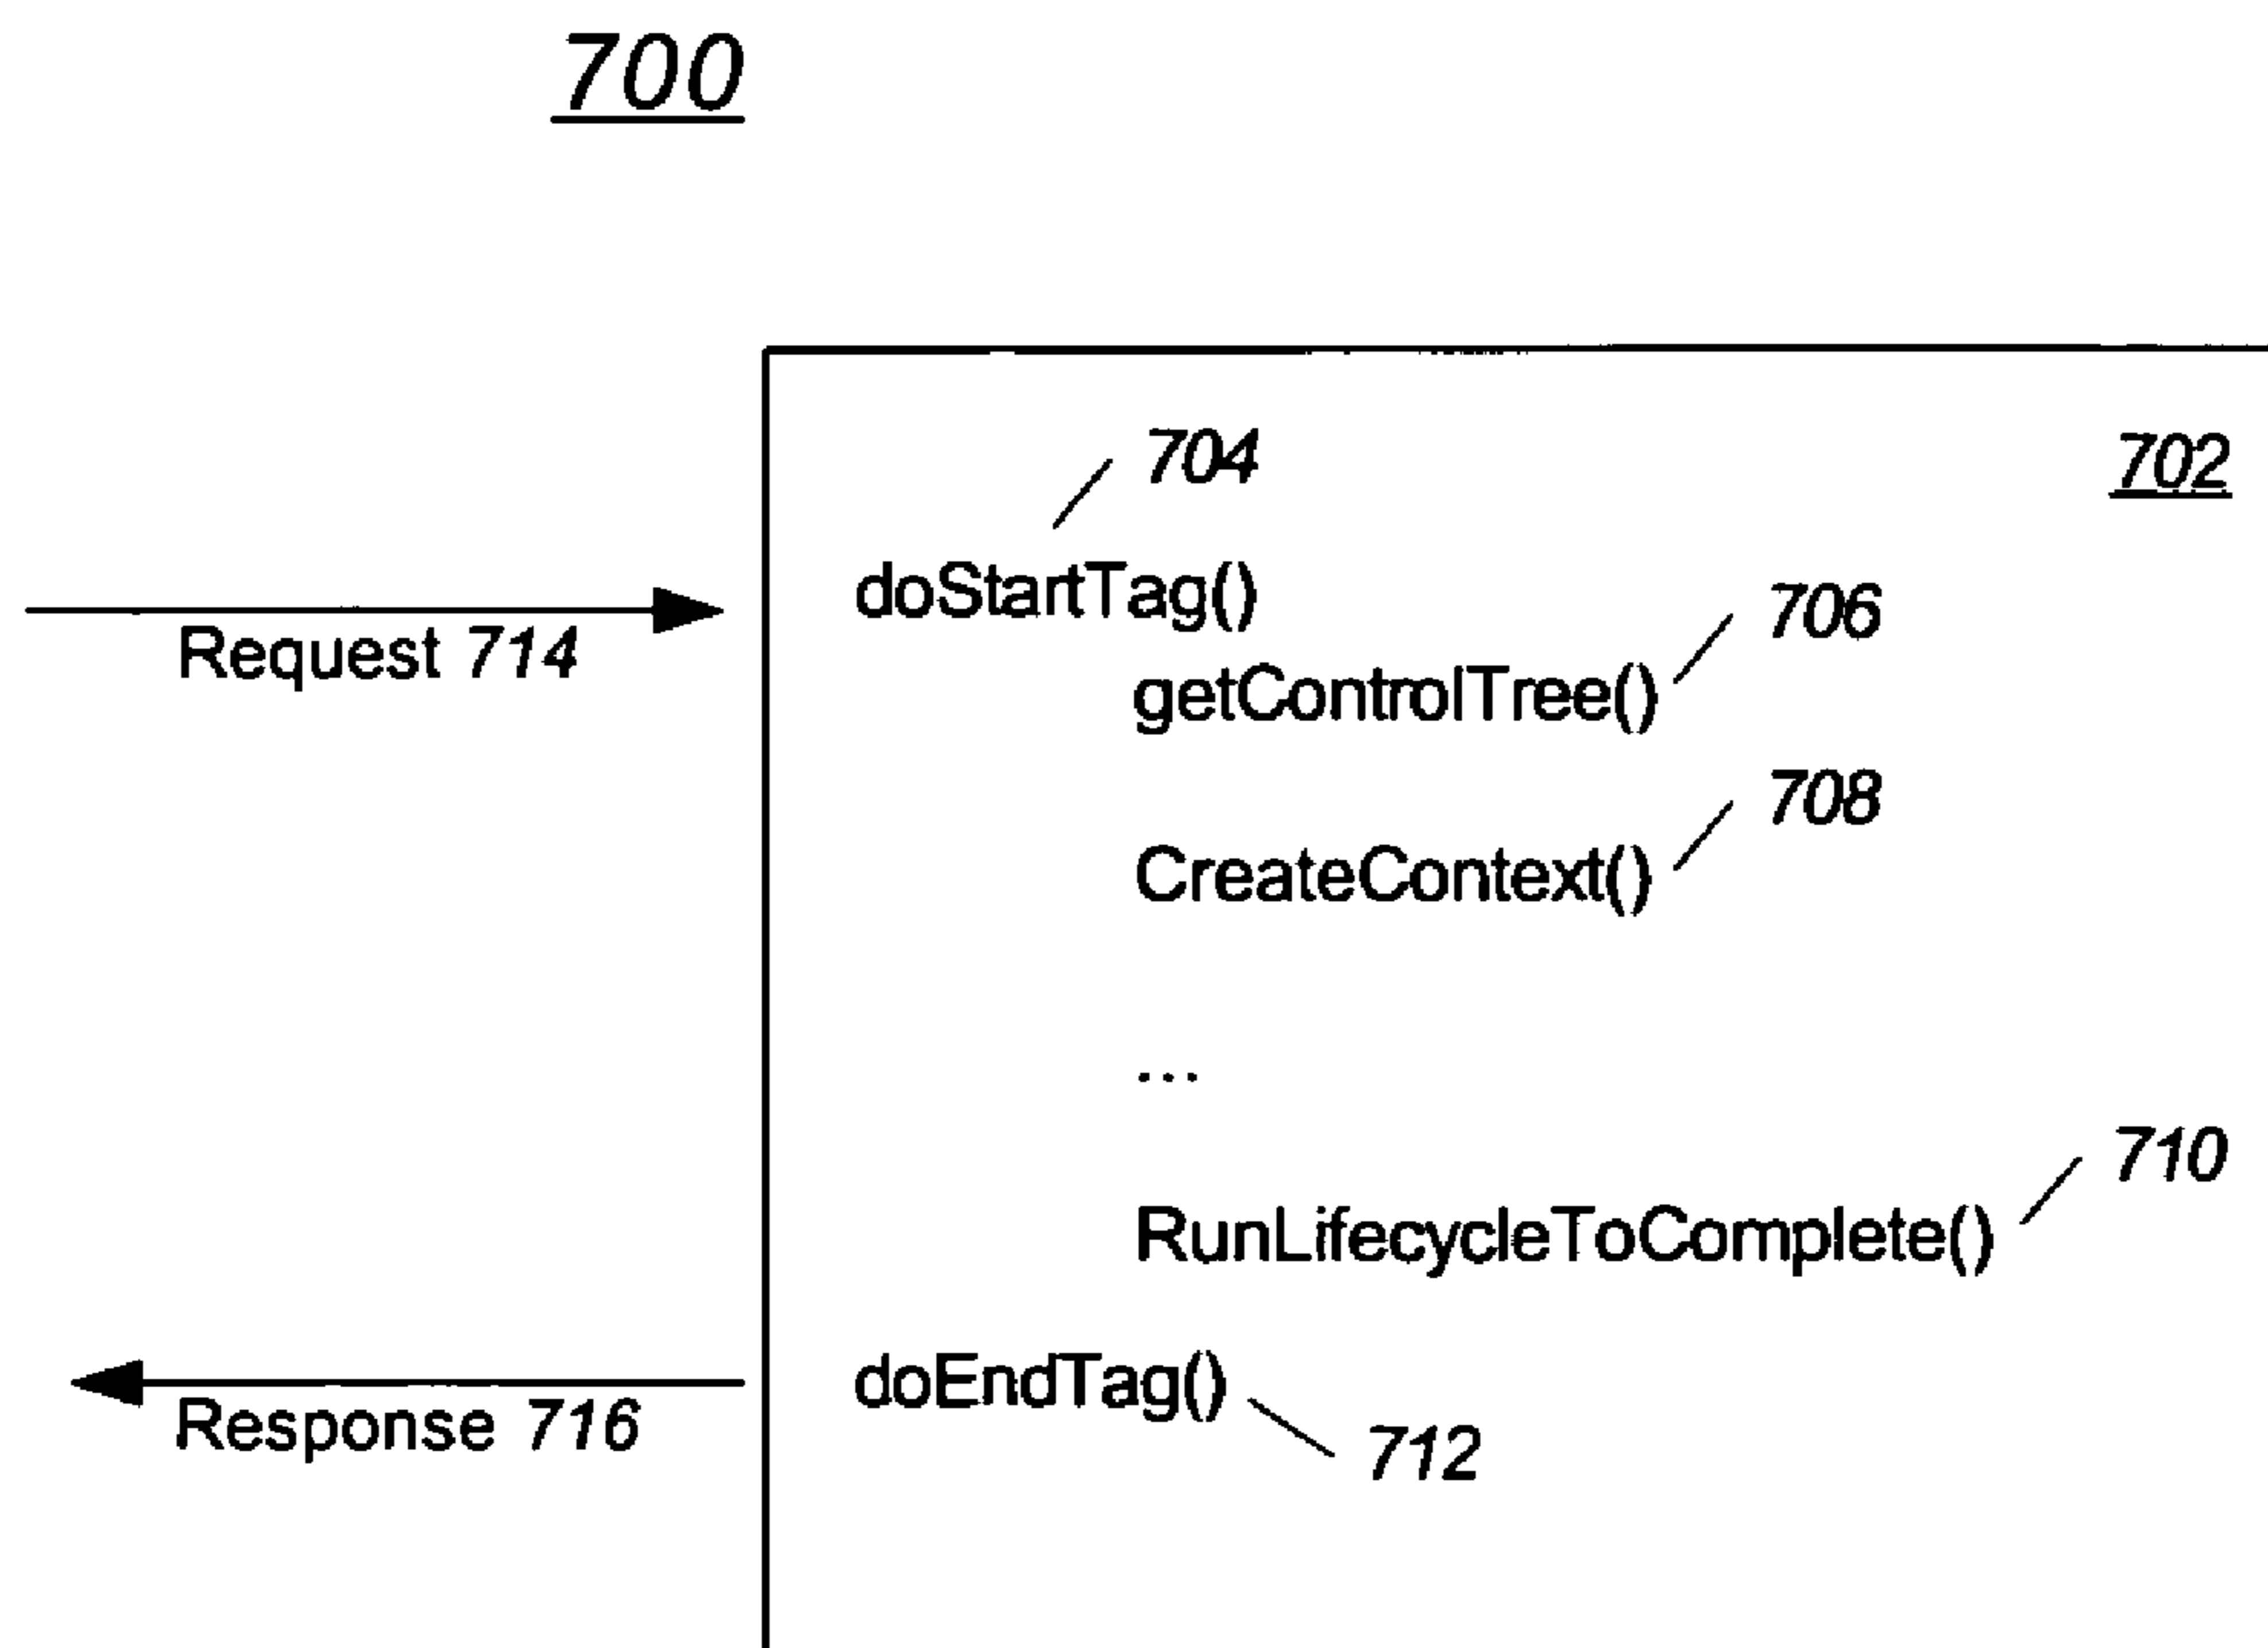 700
704
702
doStartTag()
706
Request 714
getControlTree()
708
CreateContext()
...
710
RunLifecycleToComplete()
doEndTag()
Response 716
712